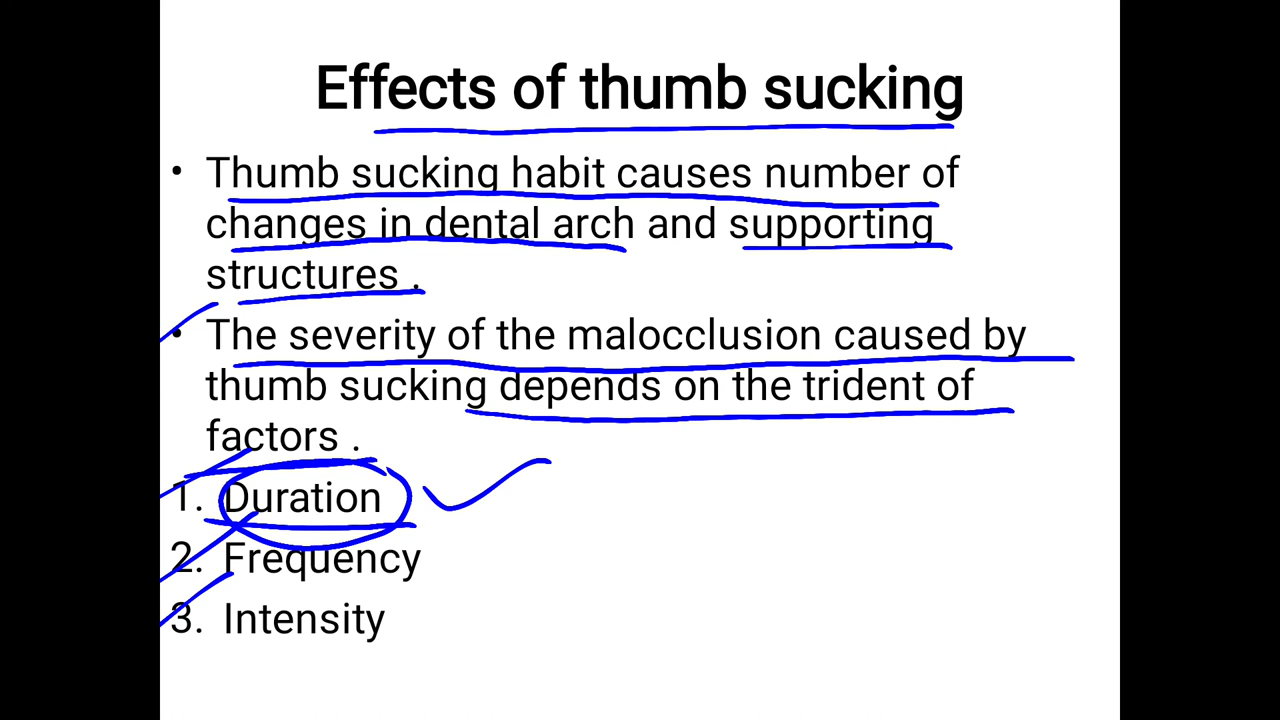 Effects of thumb sucking
• Thumb sucking habit causes number of
changes in dental arch and supporting
structures .
• The severity of the malocclusion caused by
thumb sucking depends on the trident of
factors .
1. Duration
2. Frequency
3. Intensity